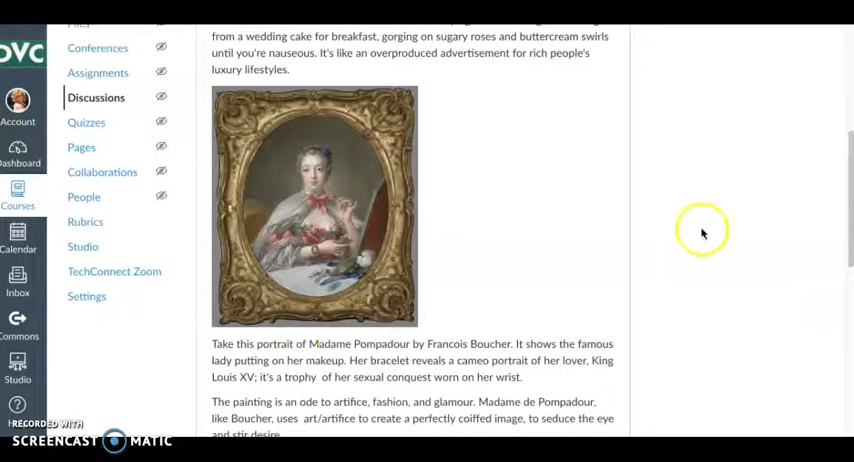 from a wedding cake for breakfast, gorging on sugary roses and buttercream swirls
until you're nauseous. It's like an overproduced advertisement for rich people's
luxury lifestyles.
Take this portrait of Madame Pompadour by Francois Boucher. It shows the famous
lady putting on her makeup. Her bracelet reveals a cameo portrait of her lover, King
Louis XV; it's a trophy of her sexual conquest worn on her wrist.
The painting is an ode to artifice, fashion, and glamour. Madame de Pompadour,
like Boucher, uses art/artifice to create a perfectly coiffed image, to seduce the eye
and stir desire.
Files
Conferences
Assignments
Discussions
Quizzes
Pages
Collaborations
People
Rubrics
Studio
TechConnect Zoom
Settings
DVC
Account
Dashboard
Courses
Calendar
Inbox
Commons
Studio
RECORDED WITH
SCREENCAST MATIC